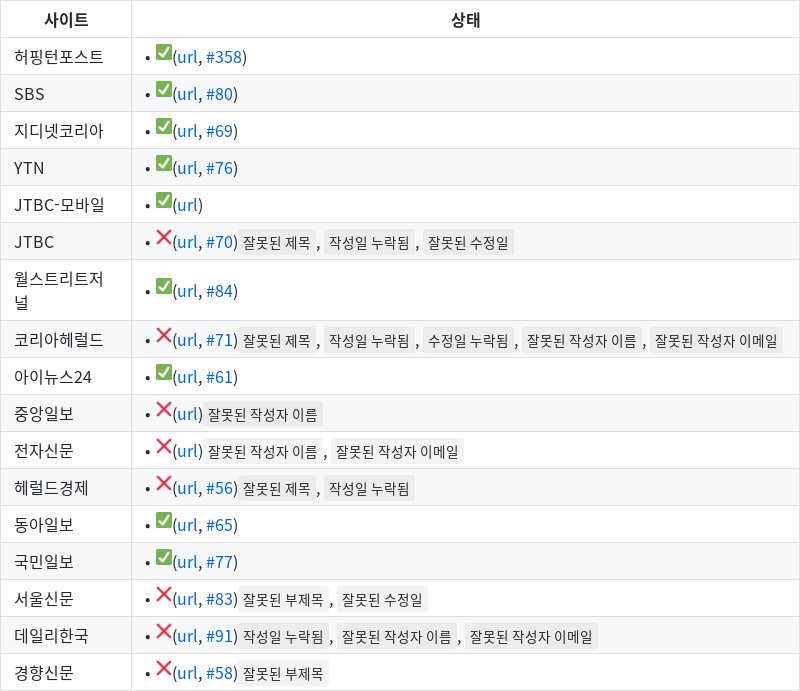 사이트 상태
허핑턴포스트 • ✅(url, #358)
SBS • ✅(url, #80)
지디넷코리아 • ✅(url, #69)
YTN • ✅(url, #76)
JTBC-모바일 • ✅(url)
JTBC • ❌(url, #70) 잘못된 제목 , 작성일 누락됨 , 잘못된 수정일
월스트리트저
널 • ✅(url, #84)
코리아헤럴드 • ❌(url, #71) 잘못된 제목 , 작성일 누락됨 , 수정일 누락됨 , 잘못된 작성자 이름 , 잘못된 작성자 이메일
아이뉴스24 • ✅(url, #61)
중앙일보 • ❌(url) 잘못된 작성자 이름
전자신문 • ❌(url) 잘못된 작성자 이름 , 잘못된 작성자 이메일
헤럴드경제 • ❌(url, #56) 잘못된 제목 , 작성일 누락됨
동아일보 • ✅(url, #65)
국민일보 • ✅(url, #77)
서울신문 • ❌(url, #83) 잘못된 부제목 , 잘못된 수정일
데일리한국 • ❌(url, #91) 작성일 누락됨 , 잘못된 작성자 이름 , 잘못된 작성자 이메일
경향신문 • ❌(url, #58) 잘못된 부제목